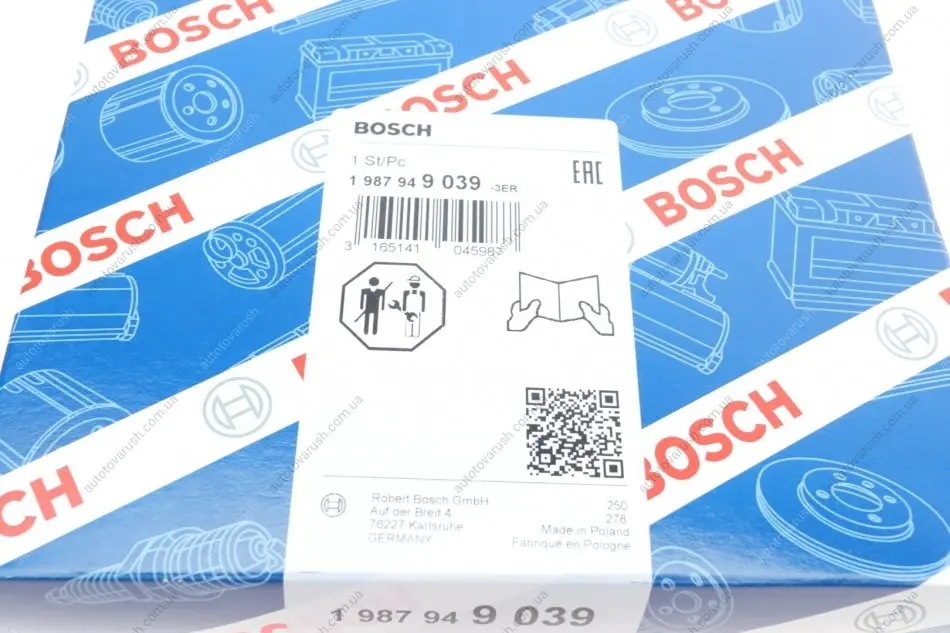 BOSCH
BOSCH
BOSCH
BOSCH
BOSCH
1 St/Pc
EAC
1 987 94 9 039 -3ER
BOSCH
3 165141 045983
BOSCH
BOSCH
Robert Bosch GmbH
Auf der Breit 4
76227 Karlsruhe
GERMANY
250
278
Made in Poland
Fabriqué en Pologne
1 987 94 9 039
autotovarush.com.ua